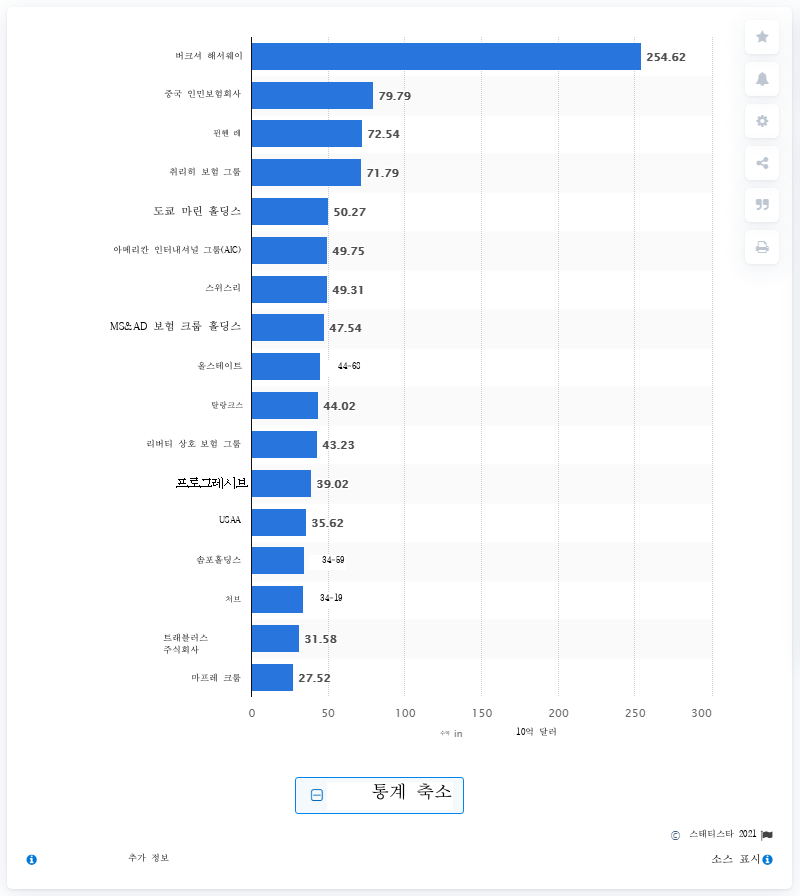 버크셔 해서웨이
254.62
중국 인민보험회사
79.79
핀헨 레
72.54
취리히 보험 그룹
71.79
도쿄 마린 홀딩스
50.27
아메리칸 인터내셔널 그룹(AIG)
49.75
스위스리
49.31
MS&AD 보험 그룹 홀딩스
47.54
올스테이트
44-68
탈랑크스
44.02
리버티 상호 보험 그룹
43.23
프로그레시브
39.02
USAA
35.62
솜포홀딩스
34-59
처브
34-19
트래블러스
주식회사
31.58
마프레 그룹
27.52
0 50 100 150 200 250 300
in 10억 달러
통계 축소
© 스태티스타 2021
추가 정보
소스 표시